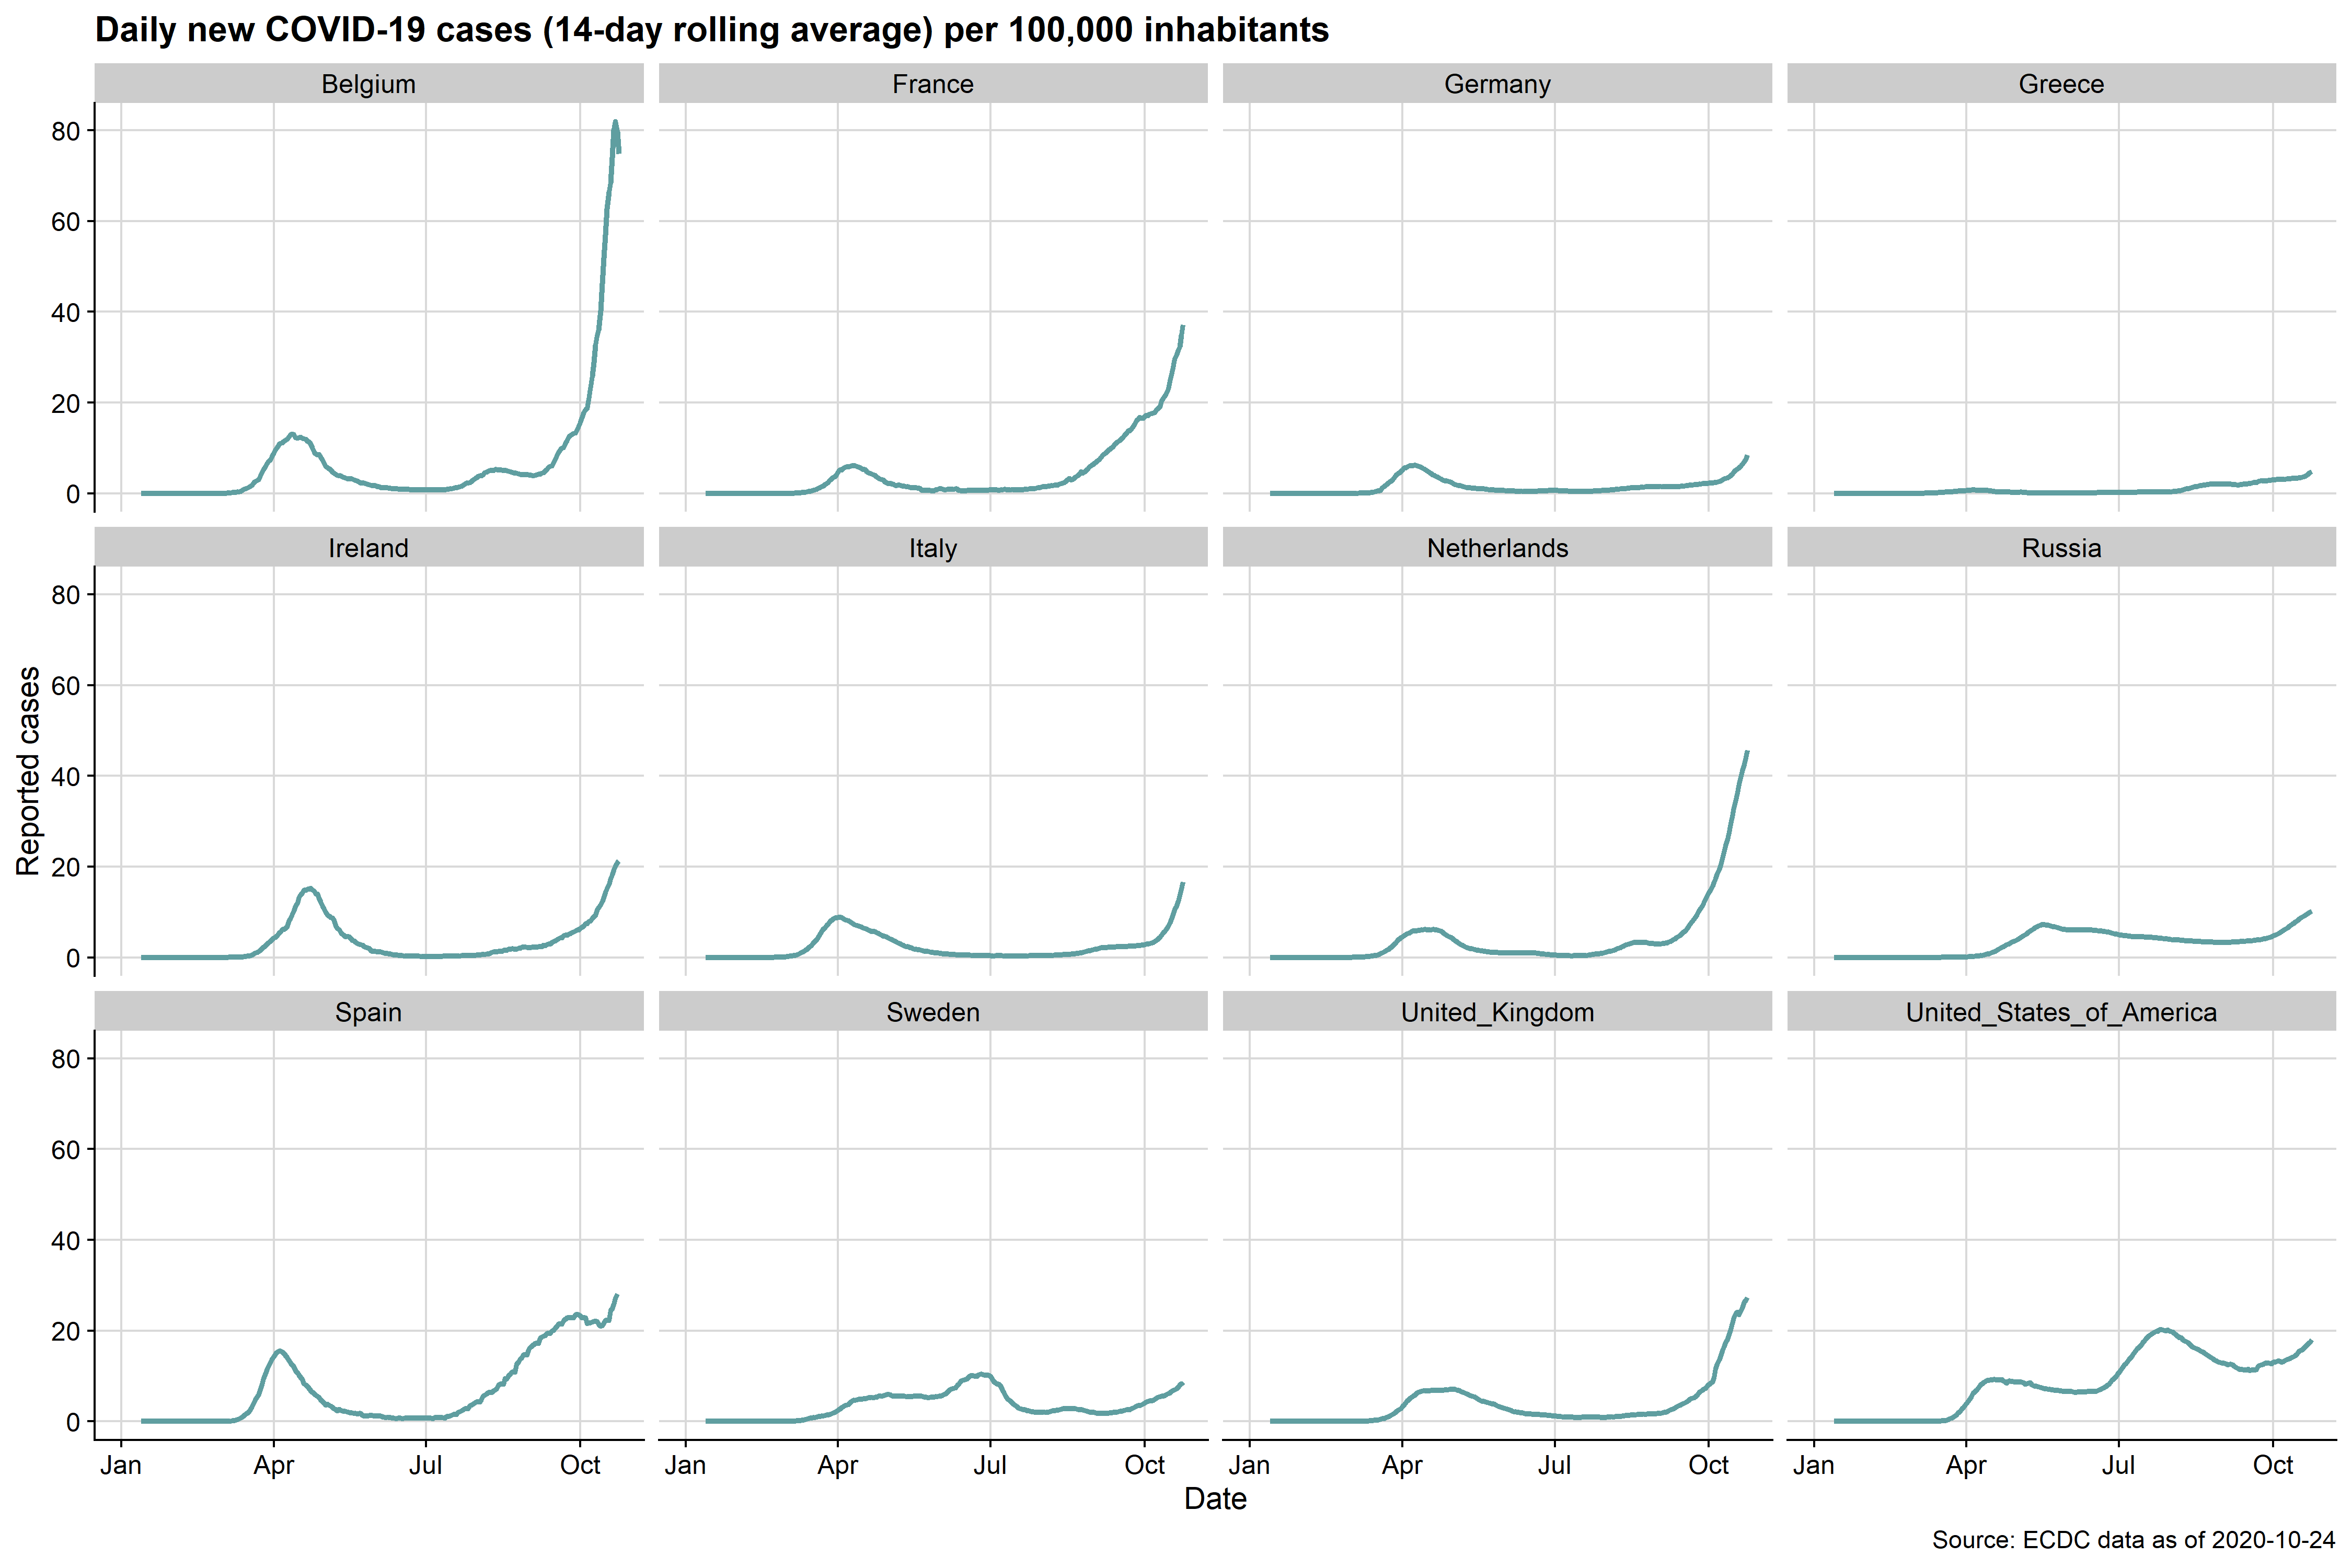 Daily new COVID-19 cases (14-day rolling average) per 100,000 inhabitants
Belgium France Germany Greece
80
60
40
20
0
Ireland Italy Netherlands Russia
80
60
40
20
0
Reported cases
Spain Sweden United_Kingdom United_States_of_America
80
60
40
20
0
Jan Apr Jul Oct Jan Apr Jul Oct Jan Apr Jul Oct Jan Apr Jul Oct
Date
Source: ECDC data as of 2020-10-24